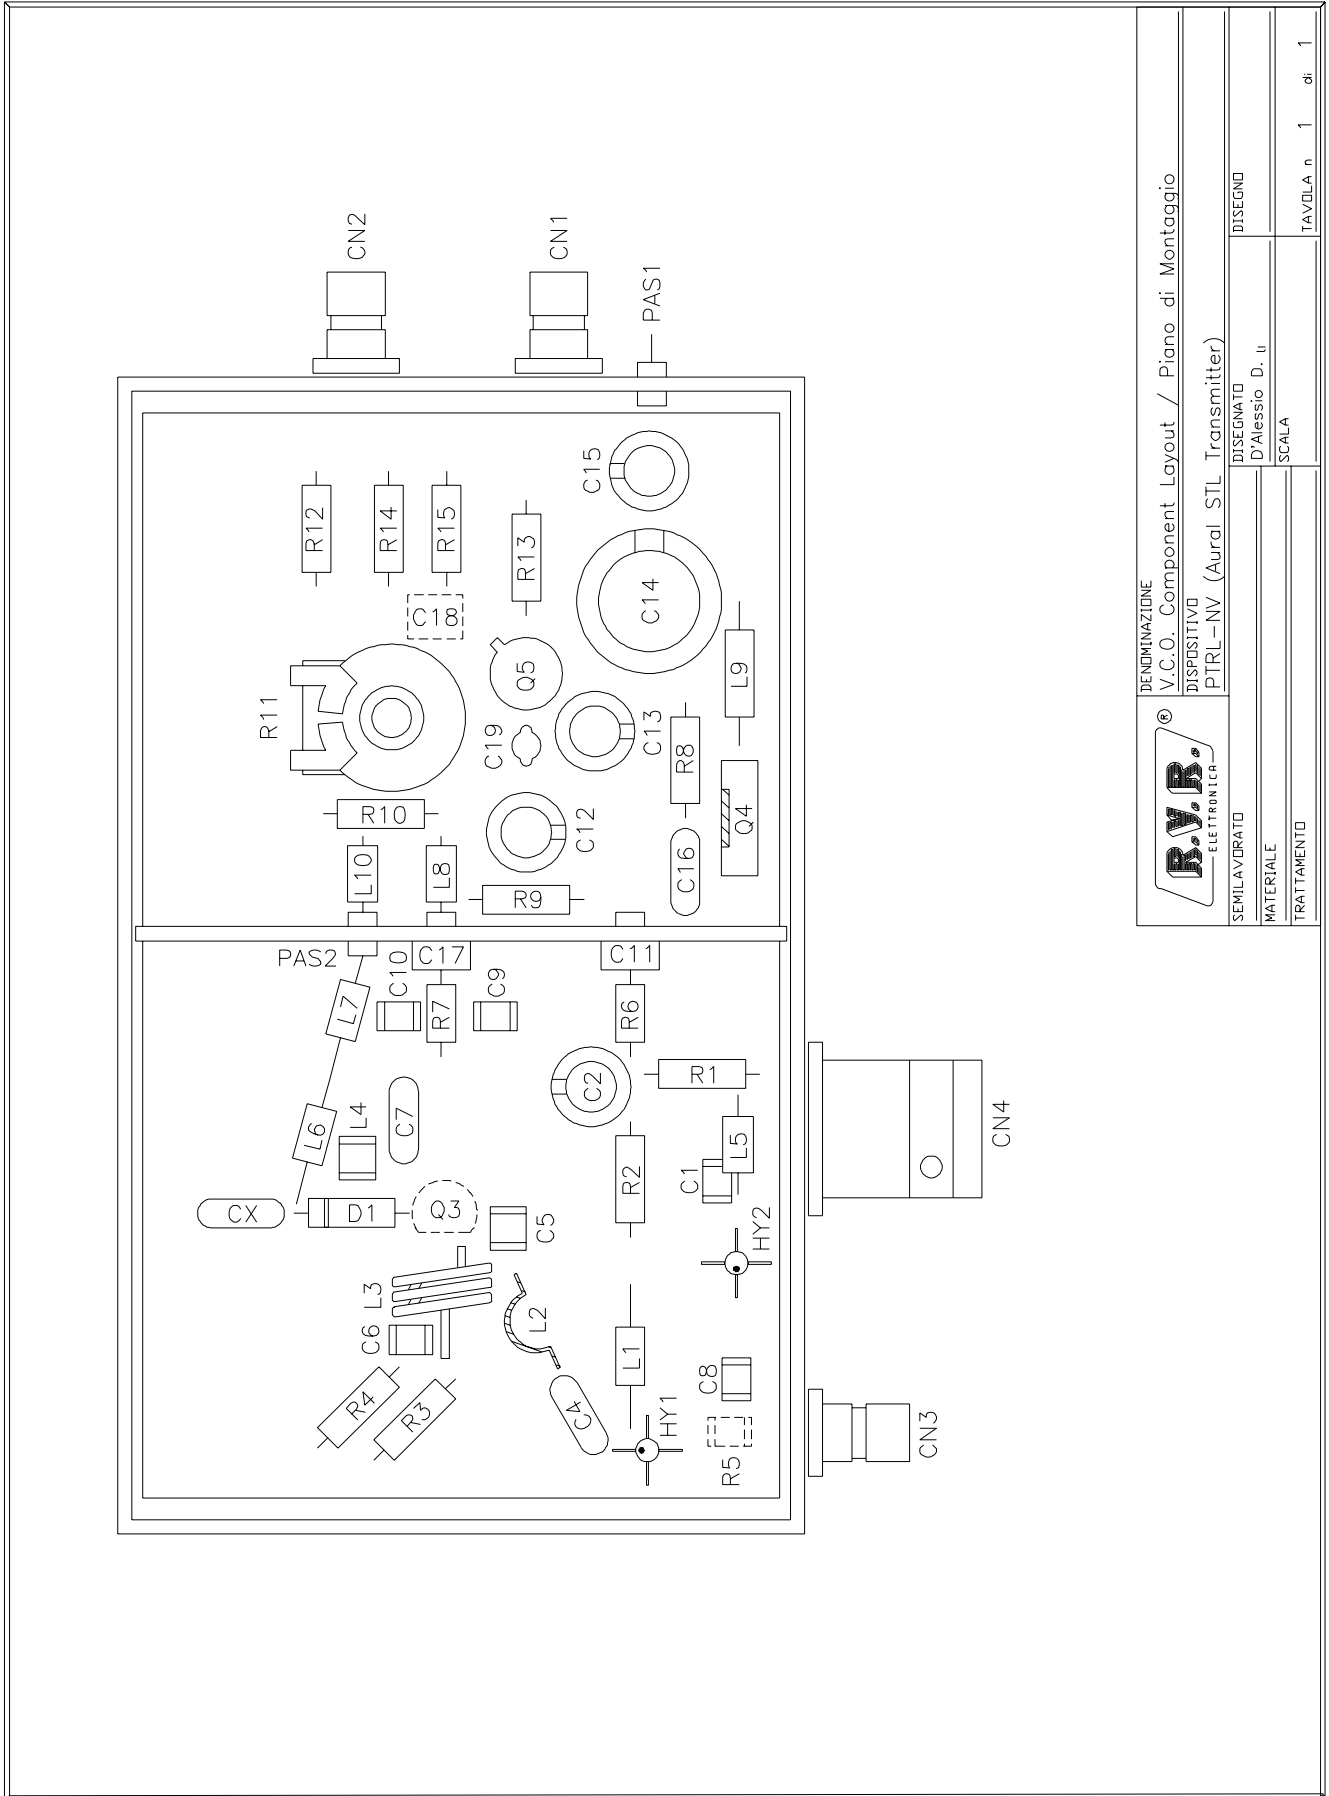 CN2
CN1
PAS1
R12
R14
R15
R13
C15
C18
C14
R11
Q5
C19
C13
L9
R8
R10
C12
Q4
L10
L8
R9
C16
PAS2
C10
C17
C9
C11
L7
R7
R6
C2
R1
L6
L4
C7
R2
C1
L5
CX
D1
Q3
C5
HY2
L3
C6
L2
L1
C8
R4
R3
C4
HY1
R5
CN4
CN3
R.V.R.
®
ELETTRONICA
DENOMINAZIONE
V.C.O. Component Layout / Piano di Montaggio
DISPOSITIVO
PTRL-NV (Aural STL Transmitter)
SEMILAVORATO
DISEGNATO
D'Alessio D. lì
DISEGNO
MATERIALE
SCALA
TRATTAMENTO
TAVOLA n 1 di 1